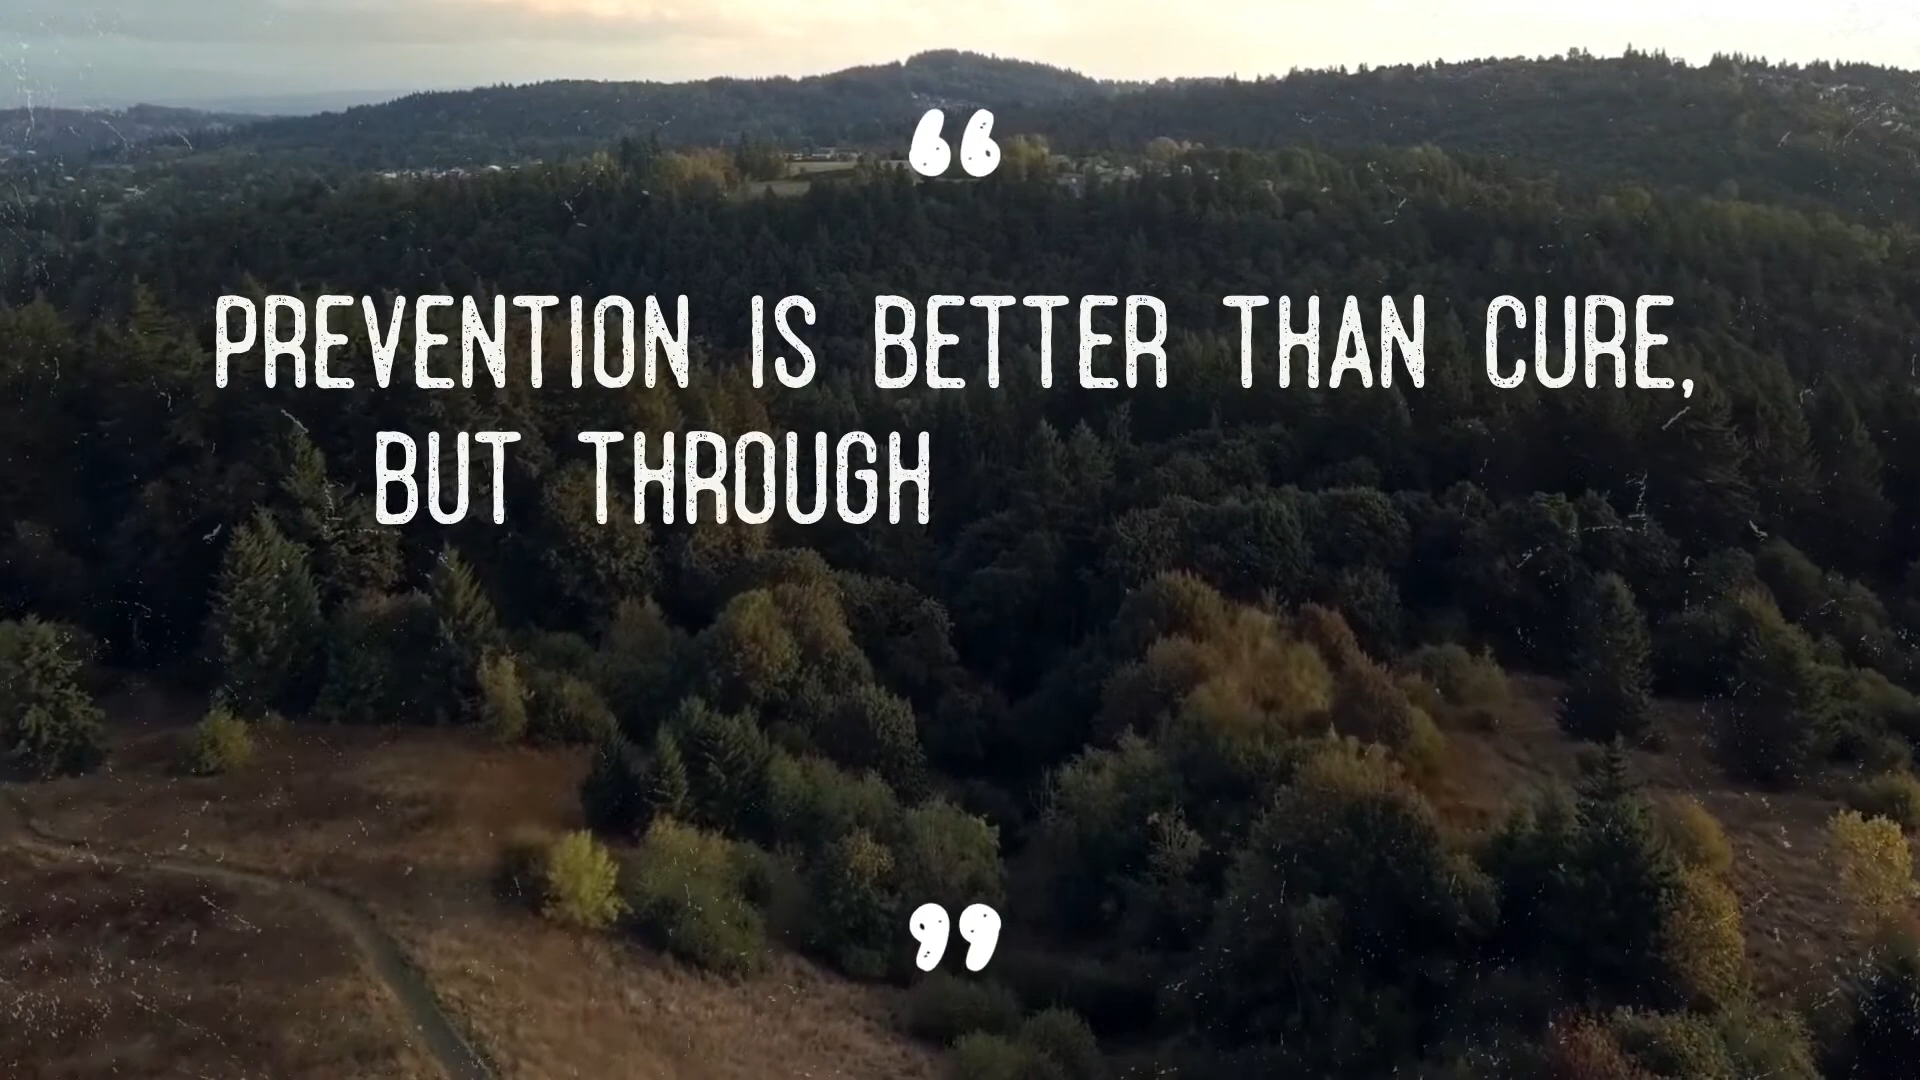 “
PREVENTION IS BETTER THAN CURE,
BUT THROUGH
”